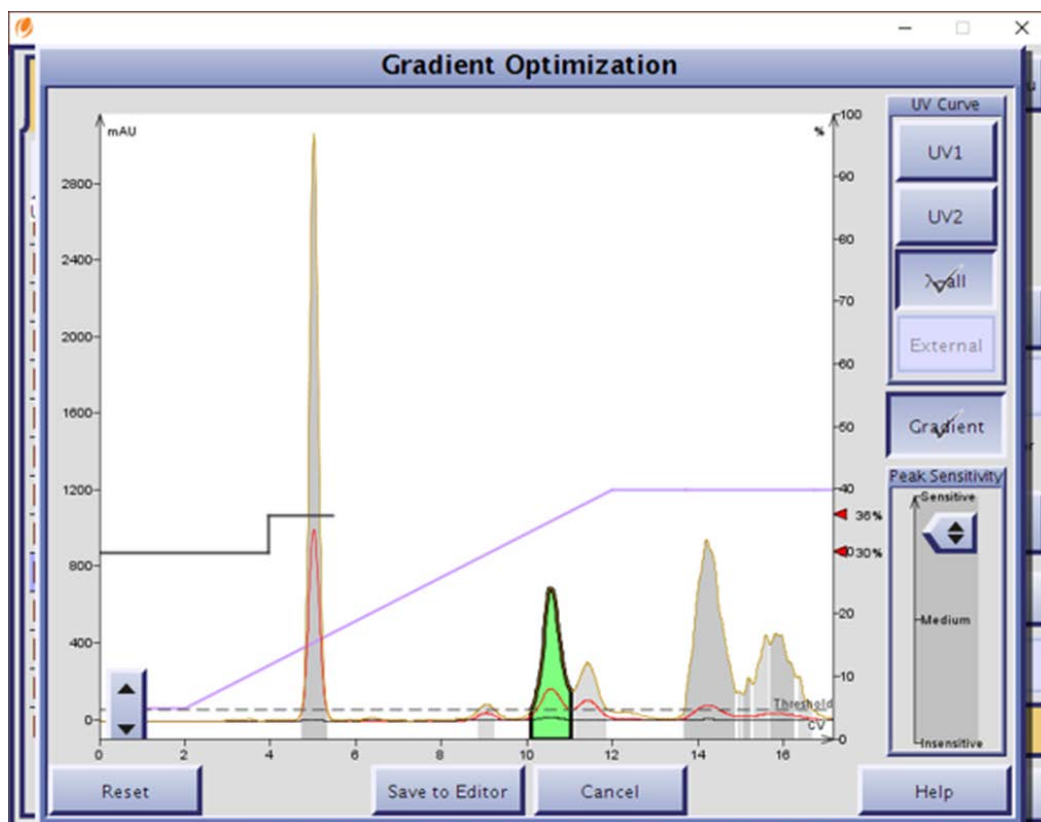 Gradient Optimization
mAU
2800
2400
2000
1600
1200
800
400
0
0 2 4 6 8 10 12 14 16
%
100
90
80
70
60
50
40
36%
30%
20
10
0
Threshold
CV
UV Curve
UV1
UV2
λ-all
External
Gradient
Peak Sensitivity
Sensitive
Medium
Insensitive
Reset Save to Editor Cancel Help